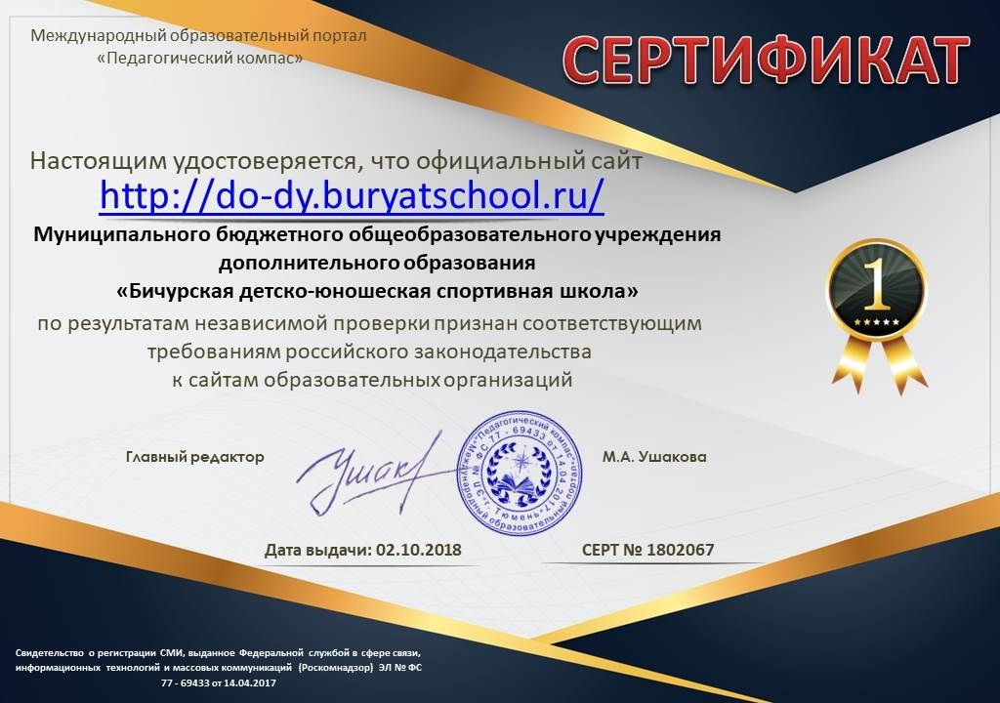 Международный образовательный портал
«Педагогический компас»
СЕРТИФИКАТ
Настоящим удостоверяется, что официальный сайт
http://do-dy.buryatschool.ru/
Муниципального бюджетного общеобразовательного учреждения
дополнительного образования
«Бичурская детско-юношеская спортивная школа»
по результатам независимой проверки признан соответствующим
требованиям российского законодательства
к сайтам образовательных организаций
1
Главный редактор
Ушак
Международный образовательный портал "Педагогический компас"
ЭЛ № ФС 77 - 69433 от 14.04.2017
г. Тюмень
М.А. Ушакова
Дата выдачи: 02.10.2018
СЕРТ № 1802067
Свидетельство о регистрации СМИ, выданное Федеральной службой в сфере связи,
информационных технологий и массовых коммуникаций (Роскомнадзор) ЭЛ № ФС
77 - 69433 от 14.04.2017